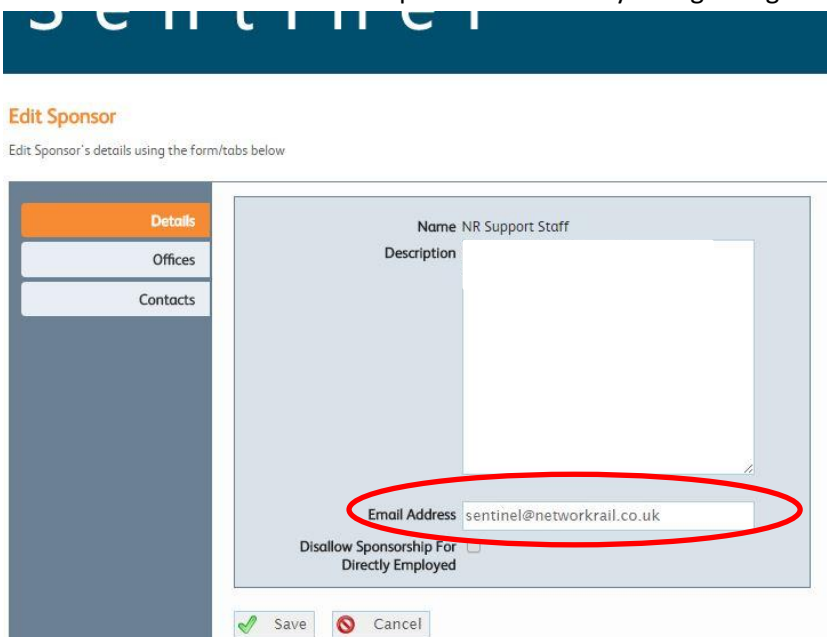 sentinel
Edit Sponsor
Edit Sponsor's details using the form/tabs below
Details
Offices
Contacts
Name NR Support Staff
Description
Email Address sentinel@networkrail.co.uk
Disallow Sponsorship For
Directly Employed
Save Cancel